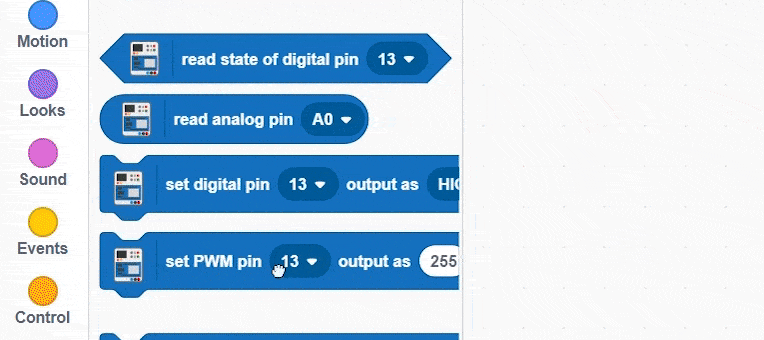 Motion
Looks
Sound
Events
Control
read state of digital pin 13
read analog pin A0
set digital pin 13 output as
set PWM pin 13 output as 255